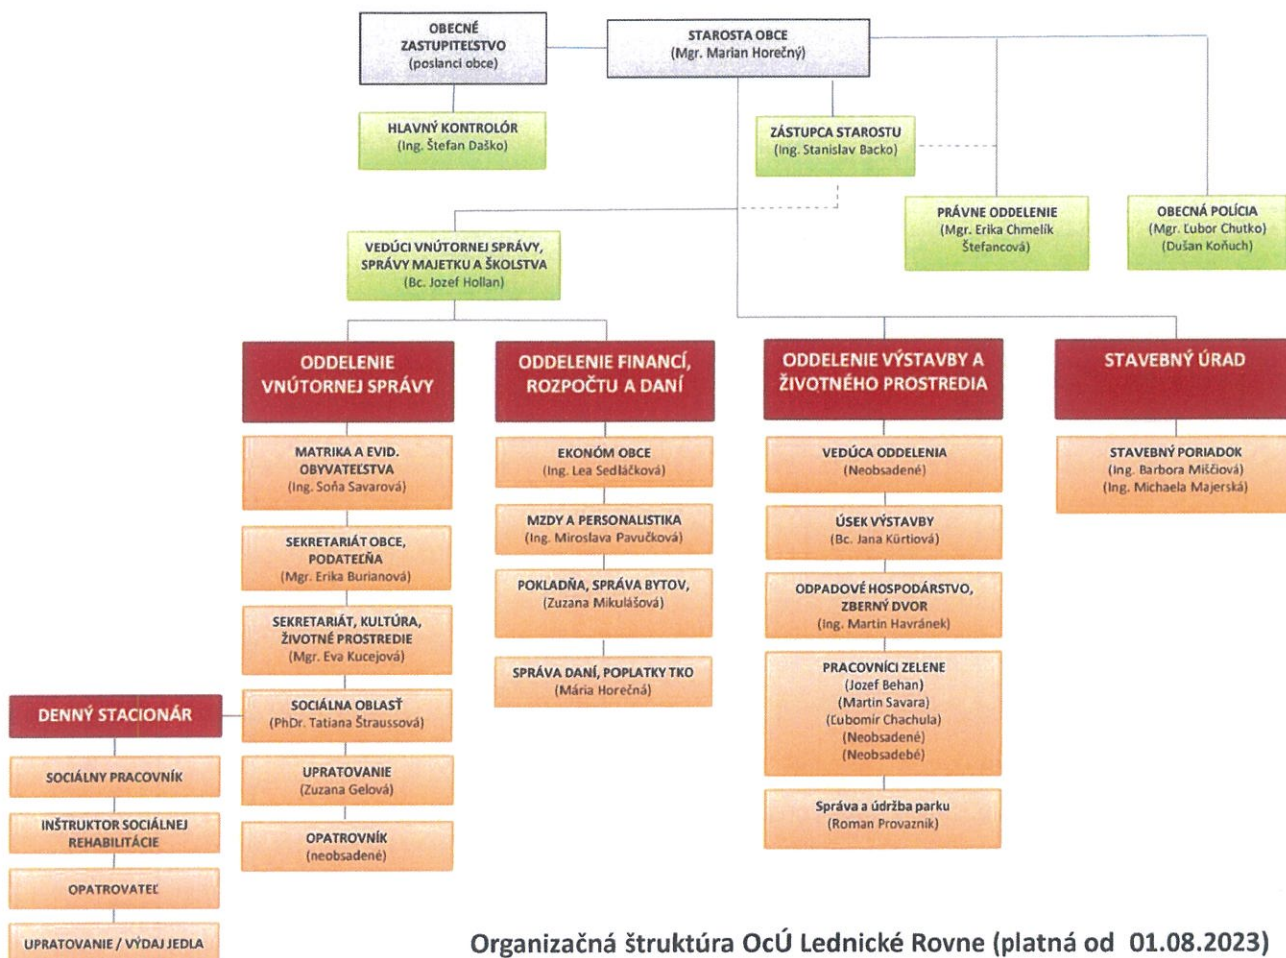 OBECNÉ
ZASTUPITEĽSTVO
(poslanci obce)
STAROSTA OBCE
(Mgr. Marian Horečný)
HLAVNÝ KONTROLÓR
(Ing. Štefan Daško)
ZÁSTUPCA STAROSTU
(Ing. Stanislav Backo)
PRÁVNE ODDELENIE
(Mgr. Erika Chmelík
Štefancová)
OBECNÁ POLÍCIA
(Mgr. Ľubor Chutko)
(Dušan Koňuch)
VEDÚCI VNÚTORNEJ SPRÁVY,
SPRÁVY MAJETKU A ŠKOLSTVA
(Bc. Jozef Hollan)
ODDELENIE
VNÚTORNEJ SPRÁVY
MATRIKA A EVID.
OBYVATEĽSTVA
(Ing. Soňa Savarová)
SEKRETARIÁT OBCE,
PODATEĽŇA
(Mgr. Erika Burianová)
SEKRETARIÁT, KULTÚRA,
ŽIVOTNÉ PROSTREDIE
(Mgr. Eva Kucejová)
SOCIÁLNA OBLASŤ
(PhDr. Tatiana Štraussová)
UPRATOVANIE
(Zuzana Gelová)
OPATROVNÍK
(neobsadené)
DENNÝ STACIONÁR
SOCIÁLNY PRACOVNÍK
INŠTRUKTOR SOCIÁLNEJ
REHABILITÁCIE
OPATROVATEĽ
UPRATOVANIE / VÝDAJ JEDLA
ODDELENIE FINANCÍ,
ROZPOČTU A DANÍ
EKONÓM OBCE
(Ing. Lea Sedláčková)
MZDY A PERSONALISTIKA
(Ing. Miroslava Pavučková)
POKLADŇA, SPRÁVA BYTOV,
(Zuzana Mikulášová)
SPRÁVA DANÍ, POPLATKY TKO
(Mária Horečná)
ODDELENIE VÝSTAVBY A
ŽIVOTNÉHO PROSTREDIA
VEDÚCA ODDELENIA
(Neobsadené)
ÚSEK VÝSTAVBY
(Bc. Jana Kürtiová)
ODPADOVÉ HOSPODÁRSTVO,
ZBERNÝ DVOR
(Ing. Martin Havránek)
PRACOVNÍCI ZELENE
(Jozef Behan)
(Martin Savara)
(Ľubomír Chachula)
(Neobsadené)
(Neobsadebé)
Správa a údržba parku
(Roman Provazník)
STAVEBNÝ ÚRAD
STAVEBNÝ PORIADOK
(Ing. Barbora Miščiová)
(Ing. Michaela Majerská)
Organizačná štruktúra OcÚ Lednické Rovne (platná od 01.08.2023)